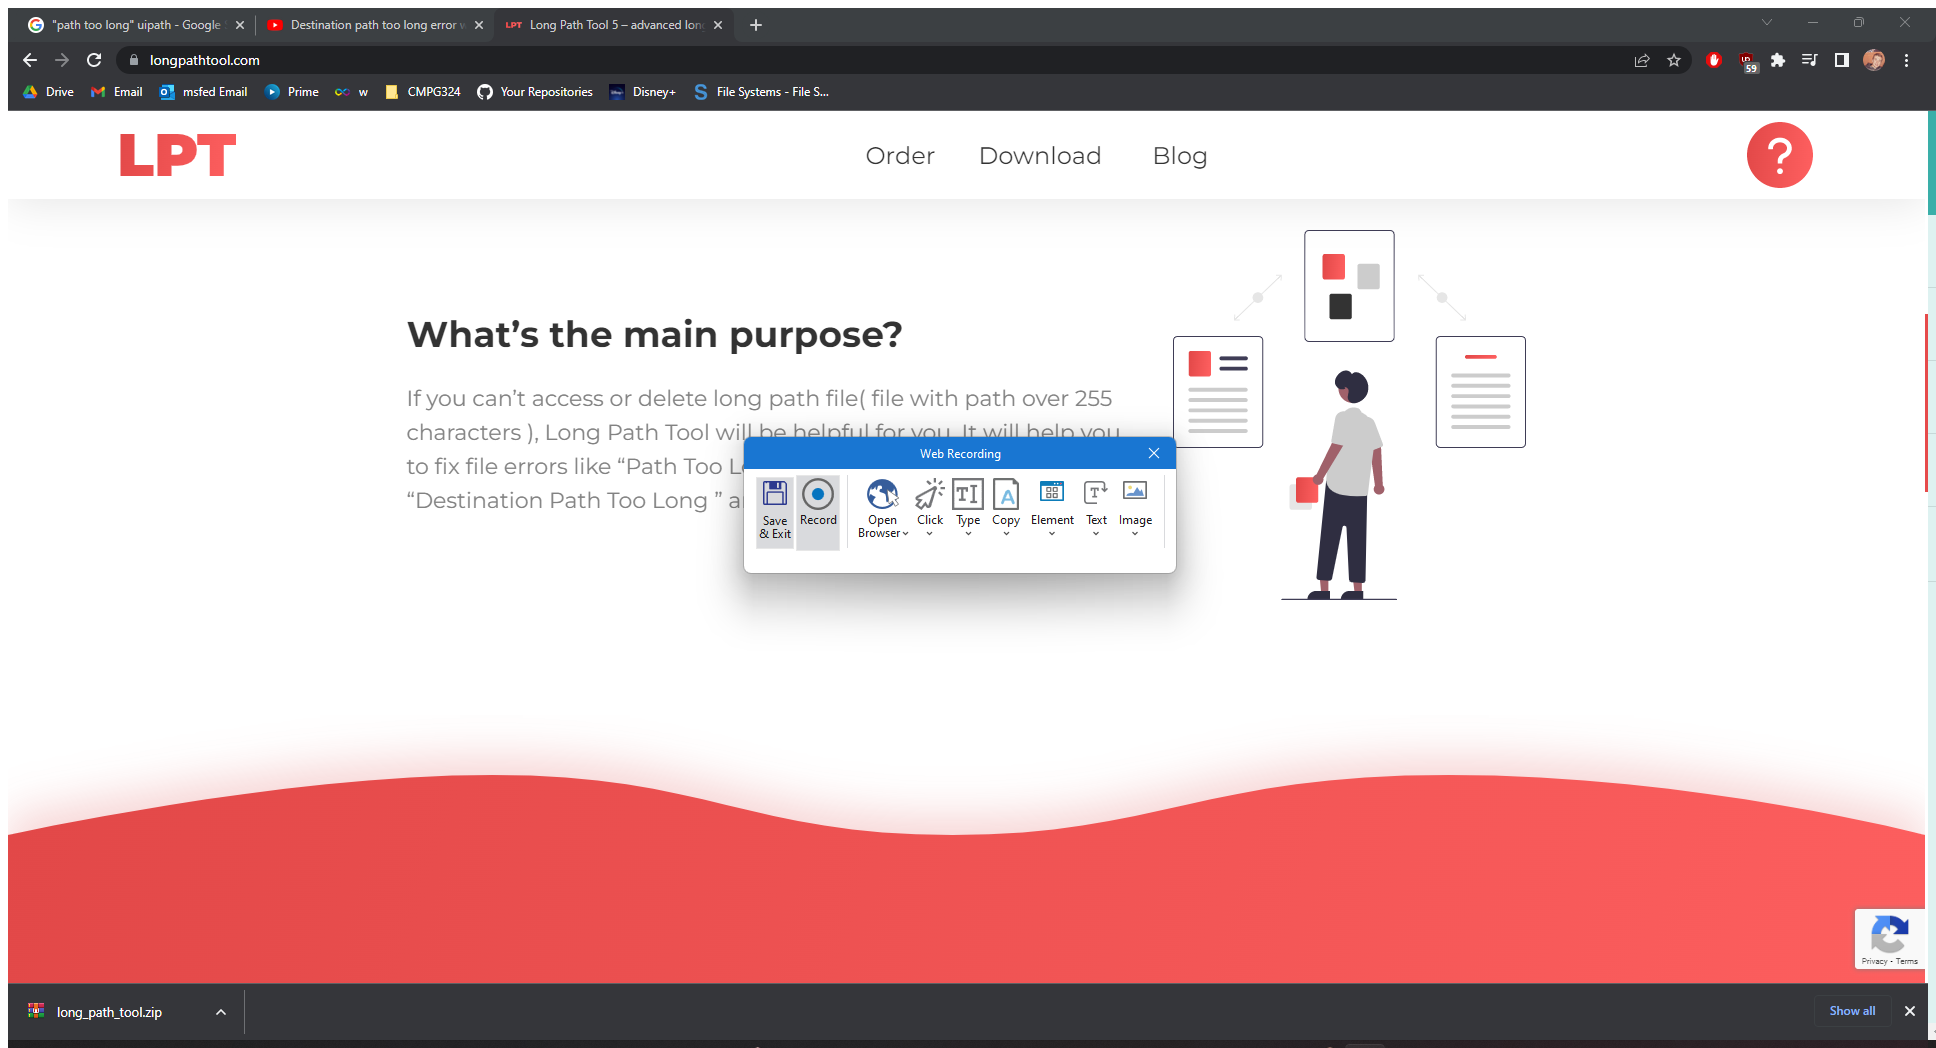 "path too long" uipath - Google
Destination path too long error
Long Path Tool 5 – advanced lon
longpathtool.com
59
Drive
Email
msfed Email
Prime
w
CMPG324
Your Repositories
Disney+
File Systems - File S...
LPT
Order
Download
Blog
?
What’s the main purpose?
If you can’t access or delete long path file( file with path over 255
characters ), Long Path Tool will be helpful for you. It will help you
to fix file errors like “Path Too L
“Destination Path Too Long ” a
Web Recording
Save & Exit
Record
Open Browser
Click
Type
Copy
Element
Text
Image
Privacy - Terms
long_path_tool.zip
Show all